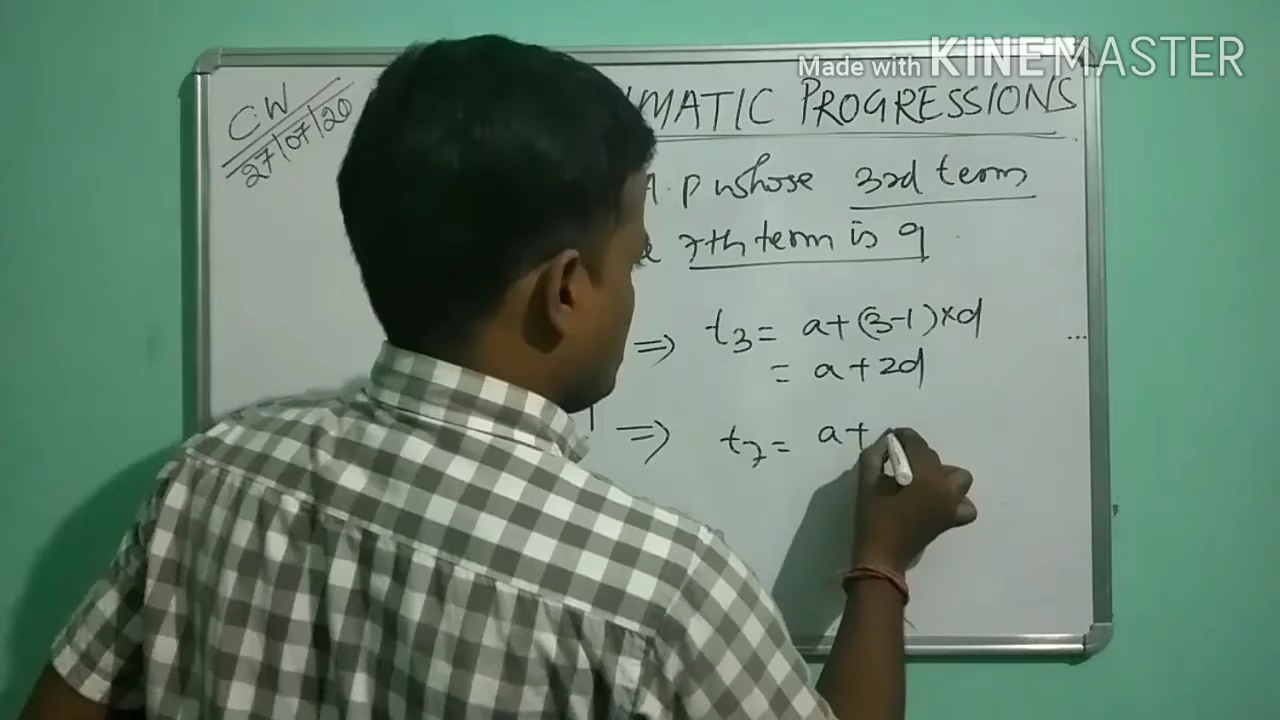 Made with KINEMASTER
C.W
27/07/20
MATIC PROGRESSIONS
A.P whose 3rd term
7th term is 9
⇒ t3 = a+(3-1)×d
= a+2d
⇒ t7 = a+